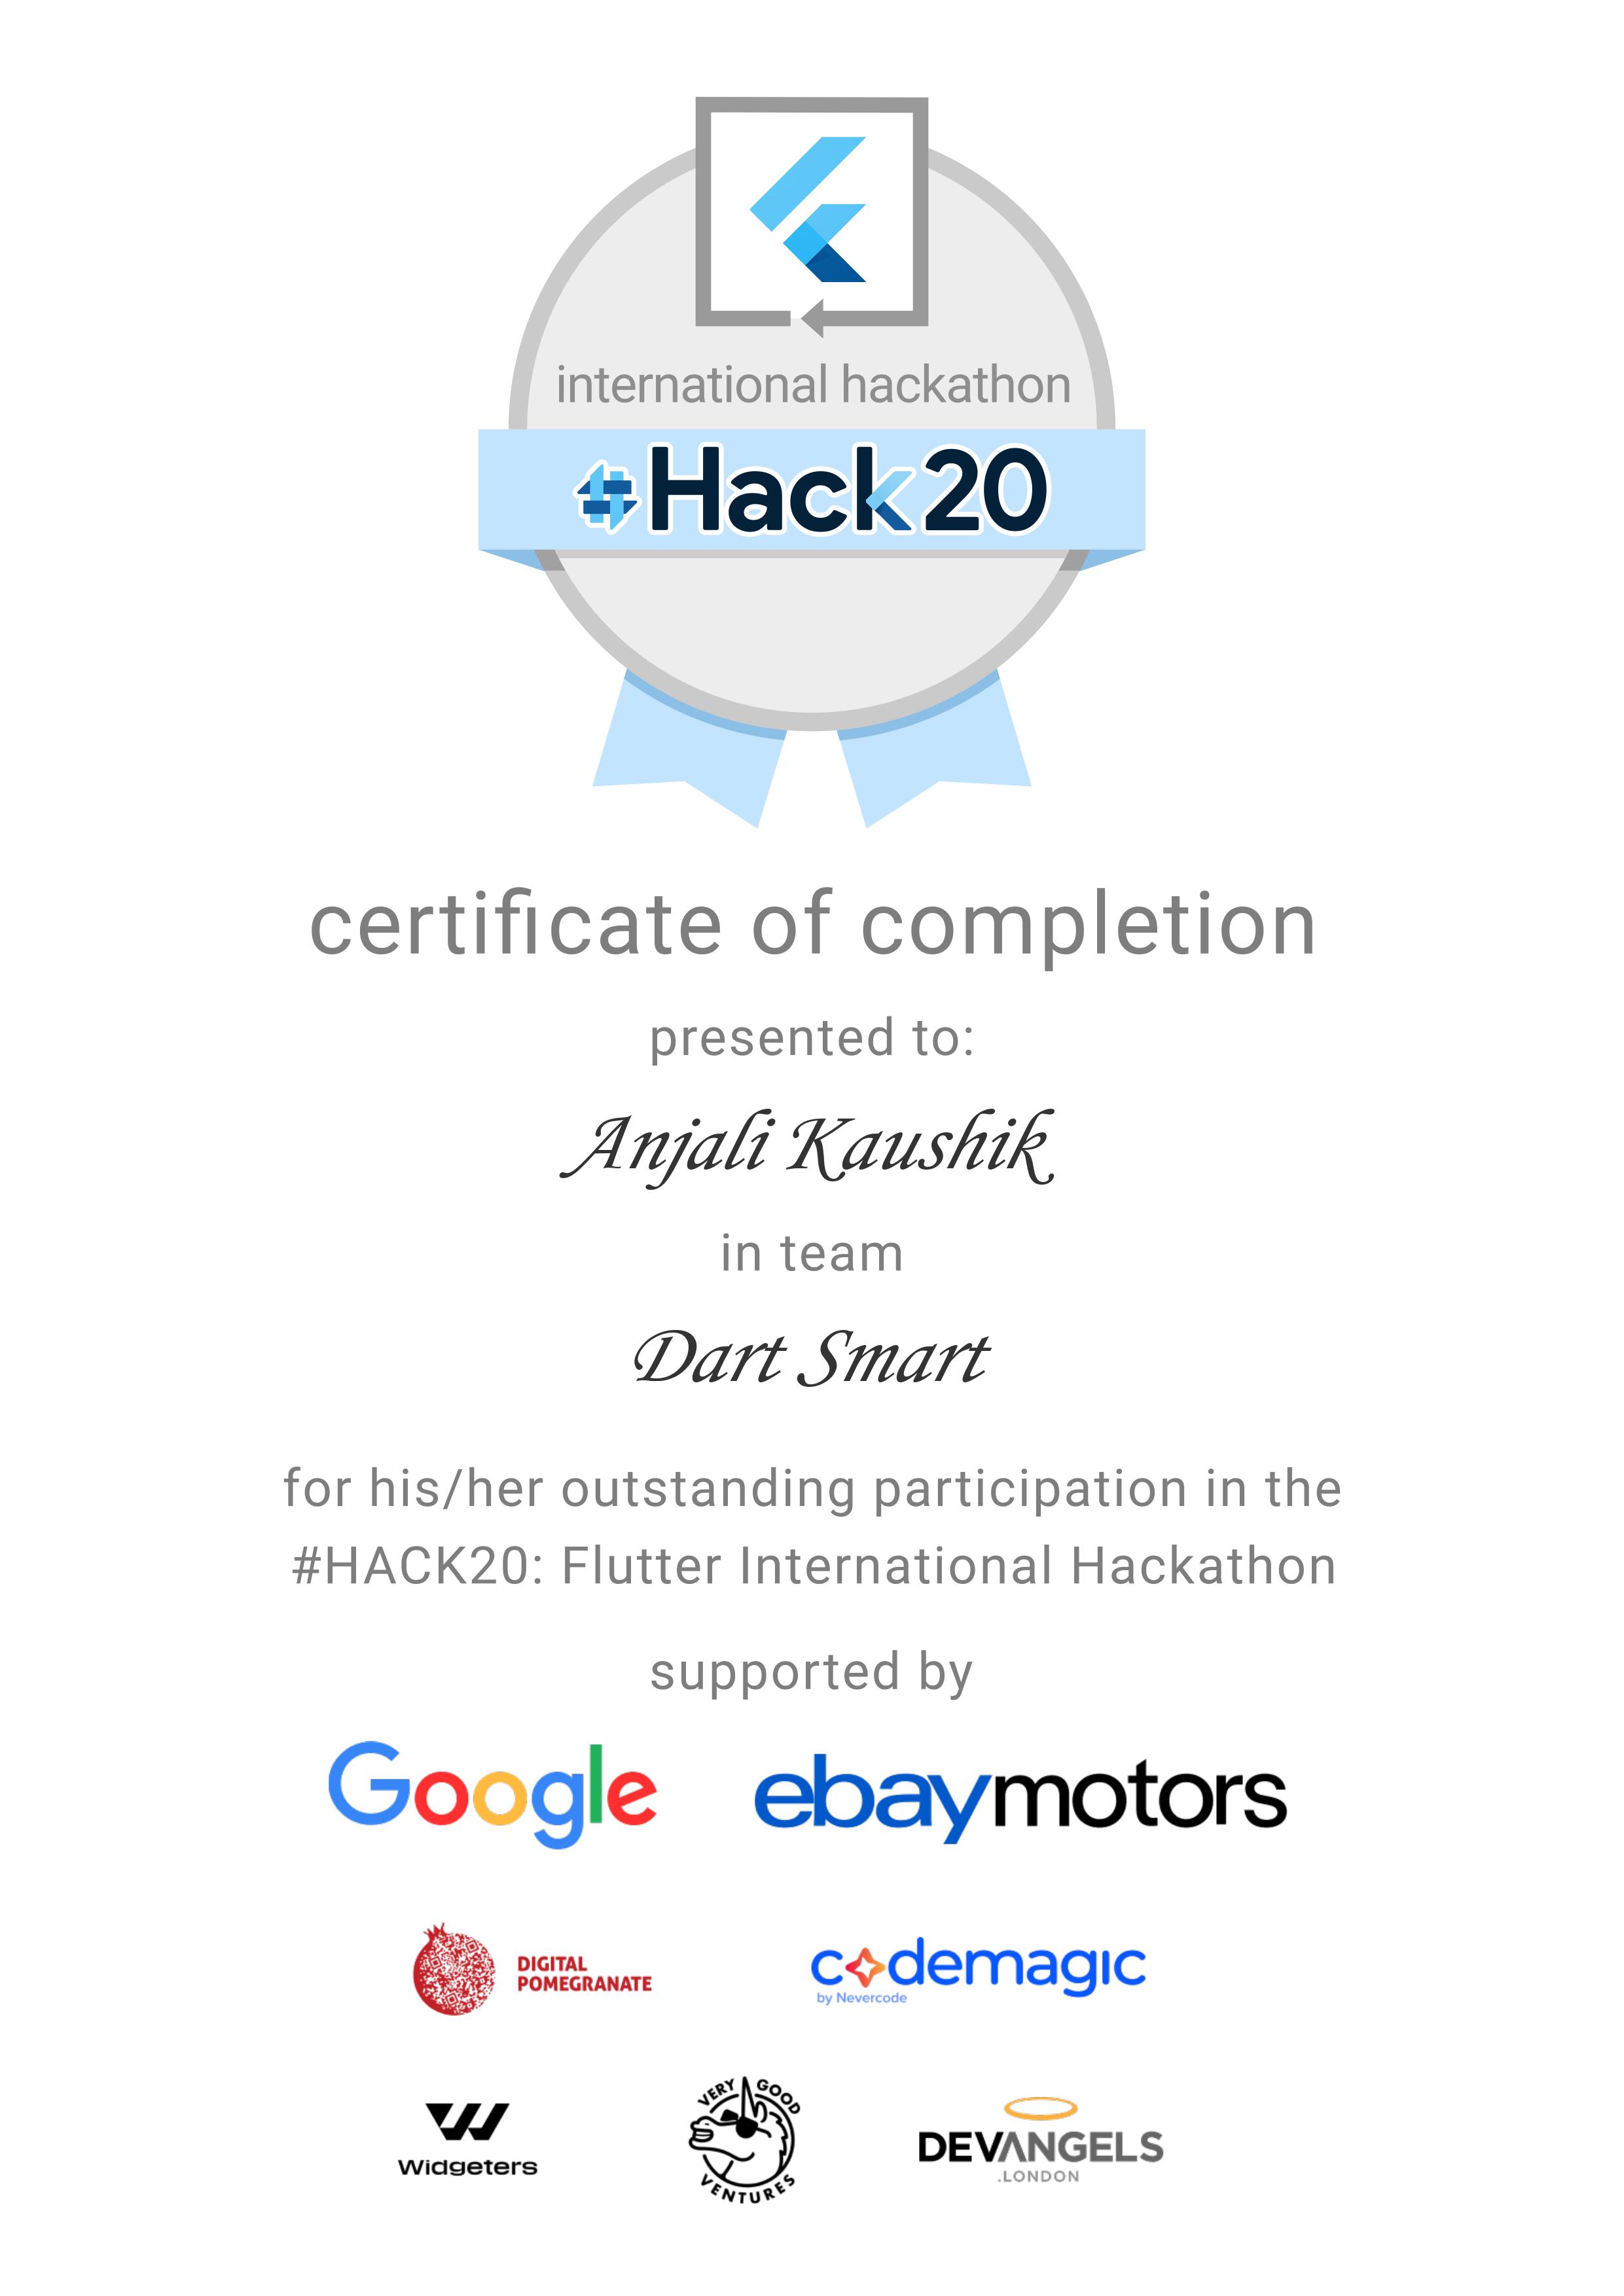 international hackathon
#Hack20
certificate of completion
presented to:
Anjali Kaushik
in team
Dart Smart
for his/her outstanding participation in the
#HACK20: Flutter International Hackathon
supported by
Google ebaymotors
DIGITAL
POMEGRANATE
codemagic
by Nevercode
Widgeters
VERY GOOD
VENTURES
DEVANGELS
.LONDON